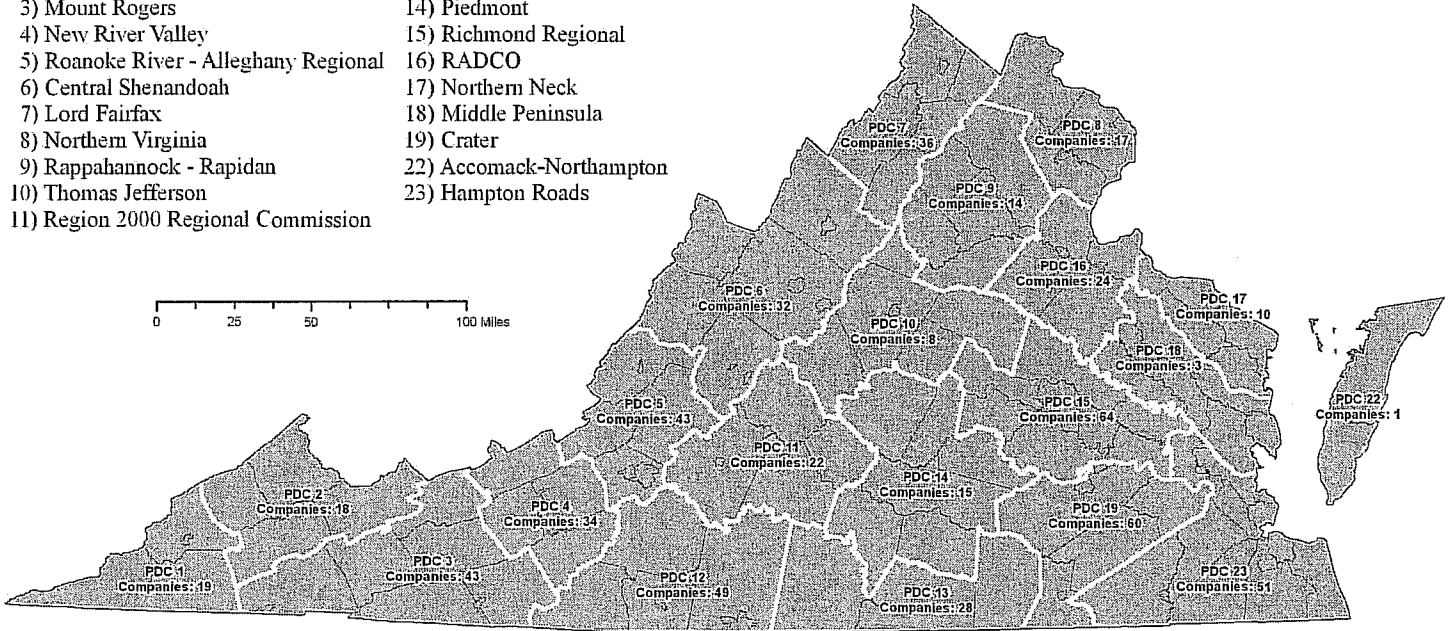 3) Mount Rogers
4) New River Valley
5) Roanoke River - Alleghany Regional
6) Central Shenandoah
7) Lord Fairfax
8) Northern Virginia
9) Rappahannock - Rapidan
10) Thomas Jefferson
11) Region 2000 Regional Commission
14) Piedmont
15) Richmond Regional
16) RADCO
17) Northern Neck
18) Middle Peninsula
19) Crater
22) Accomack-Northampton
23) Hampton Roads
0 25 50 100 Miles
PDC 7
Companies: 36
PDC 8
Companies: 17
PDC 9
Companies: 14
PDC 16
Companies: 24
PDC 6
Companies: 32
PDC 17
Companies: 10
PDC 10
Companies: 8
PDC 18
Companies: 3
PDC 5
Companies: 43
PDC 15
Companies: 64
PDC 22
Companies: 1
PDC 11
Companies: 22
PDC 14
Companies: 15
PDC 2
Companies: 18
PDC 4
Companies: 34
PDC 19
Companies: 60
PDC 1
Companies: 19
PDC 3
Companies: 43
PDC 12
Companies: 49
PDC 13
Companies: 28
PDC 23
Companies: 51